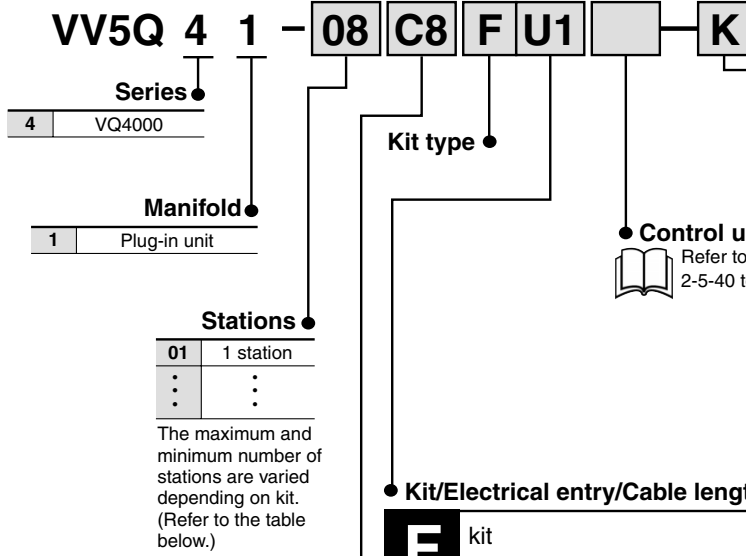 VV5Q 4 1 – 08 C8 F U1 – K
Series
4 VQ4000
Kit type
Manifold
1 Plug-in unit
Control u
Refer to
2-5-40 t
Stations
01 1 station
The maximum and
minimum number of
stations are varied
depending on kit.
(Refer to the table
below.)
Kit/Electrical entry/Cable lengt
F kit